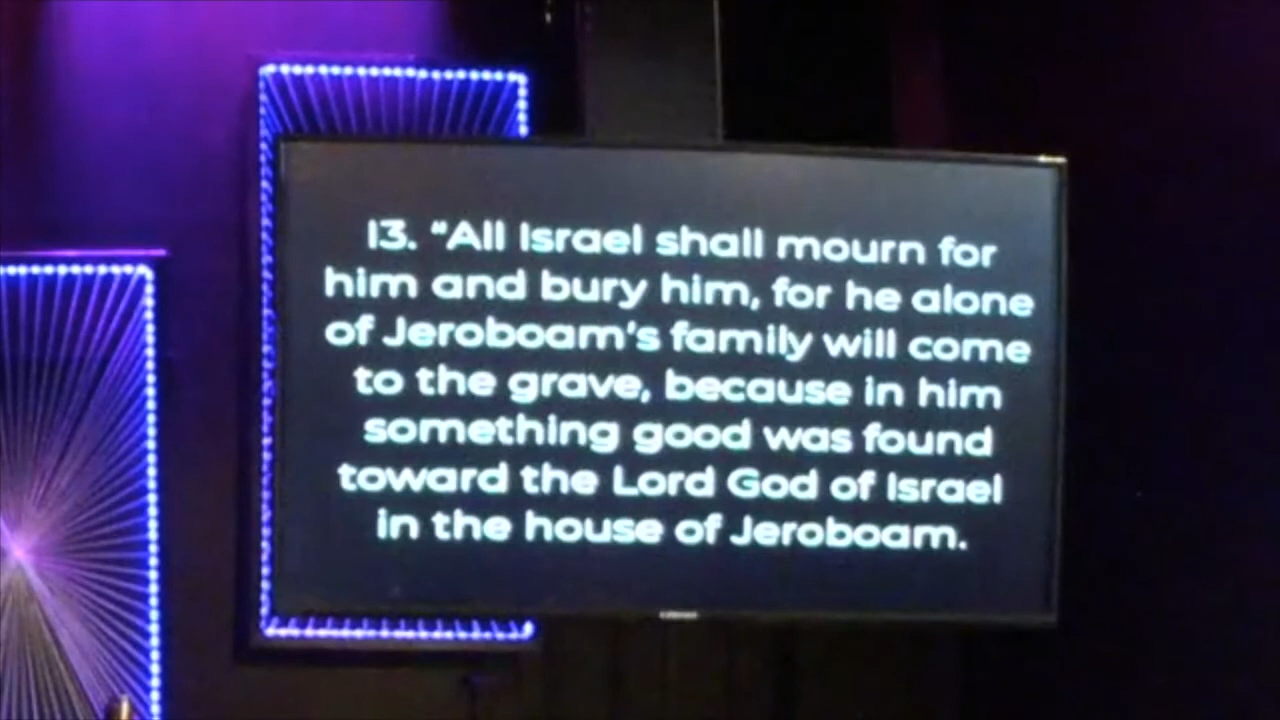 13. "All Israel shall mourn for
him and bury him, for he alone
of Jeroboam's family will come
to the grave, because in him
something good was found
toward the Lord God of Israel
in the house of Jeroboam.